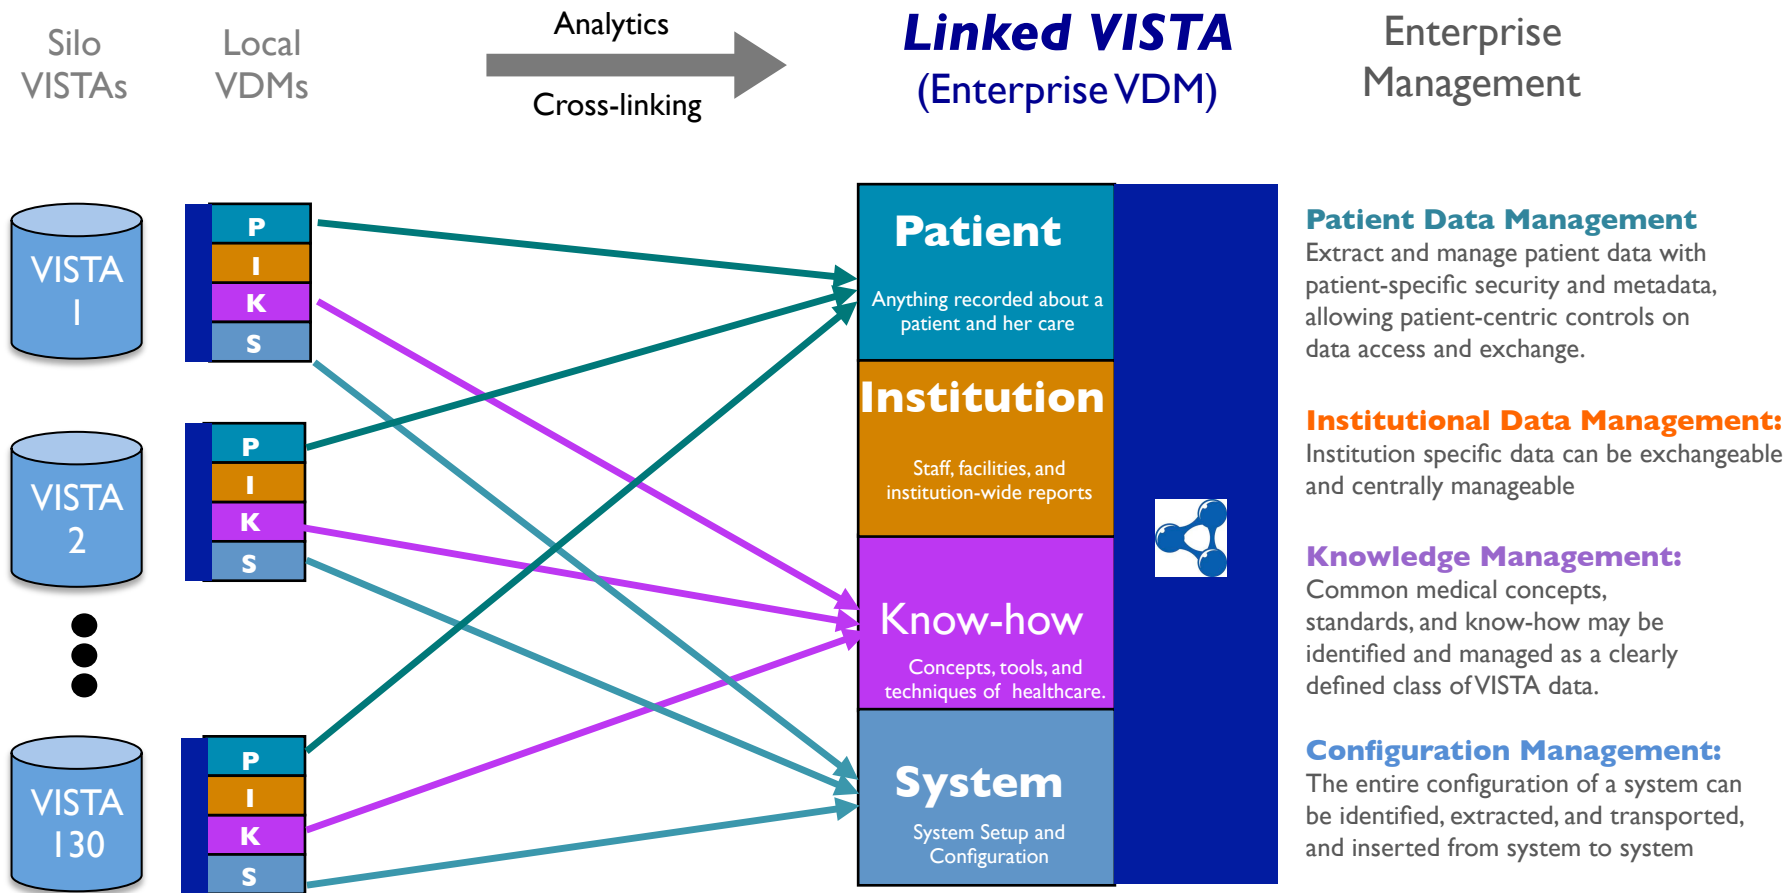 Silo
VISTAs
Local
VDMs
Analytics
Cross-linking
Linked VISTA
(Enterprise VDM)
Enterprise
Management
VISTA
1
P
I
K
S
VISTA
2
P
I
K
S
VISTA
130
P
I
K
S
Patient
Anything recorded about a
patient and her care
Institution
Staff, facilities, and
institution-wide reports
Know-how
Concepts, tools, and
techniques of healthcare.
System
System Setup and
Configuration
Patient Data Management
Extract and manage patient data with
patient-specific security and metadata,
allowing patient-centric controls on
data access and exchange.
Institutional Data Management:
Institution specific data can be exchangeable
and centrally manageable
Knowledge Management:
Common medical concepts,
standards, and know-how may be
identified and managed as a clearly
defined class of VISTA data.
Configuration Management:
The entire configuration of a system can
be identified, extracted, and transported,
and inserted from system to system